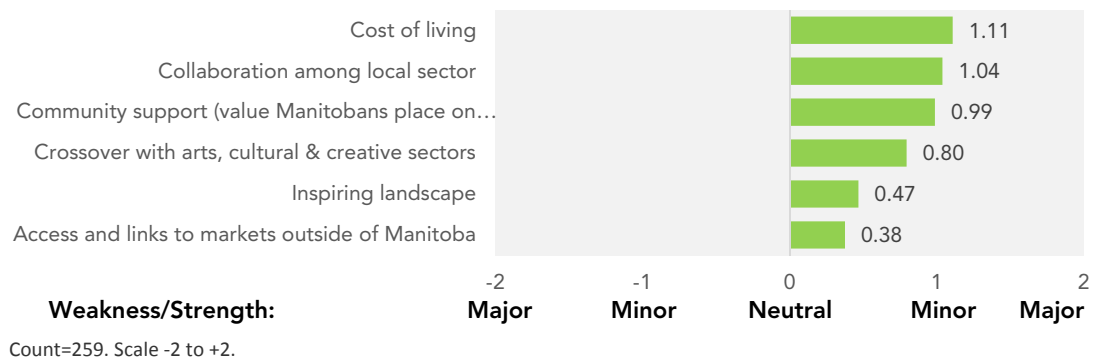 Cost of living 1.11
Collaboration among local sector 1.04
Community support (value Manitobans place on… 0.99
Crossover with arts, cultural & creative sectors 0.80
Inspiring landscape 0.47
Access and links to markets outside of Manitoba 0.38
-2 -1 0 1 2
Weakness/Strength: Major Minor Neutral Minor Major
Count=259. Scale -2 to +2.